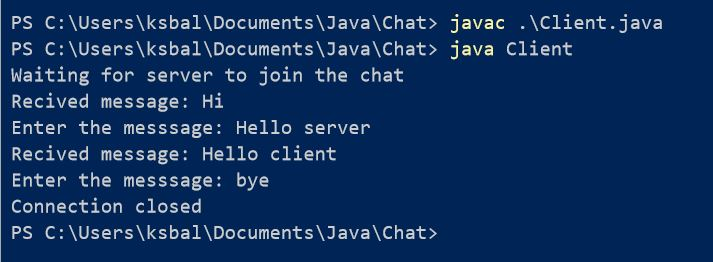 PS C:\Users\ksbal\Documents\Java\Chat> javac .\Client.java
PS C:\Users\ksbal\Documents\Java\Chat> java Client
Waiting for server to join the chat
Recived message: Hi
Enter the messsage: Hello server
Recived message: Hello client
Enter the messsage: bye
Connection closed
PS C:\Users\ksbal\Documents\Java\Chat>